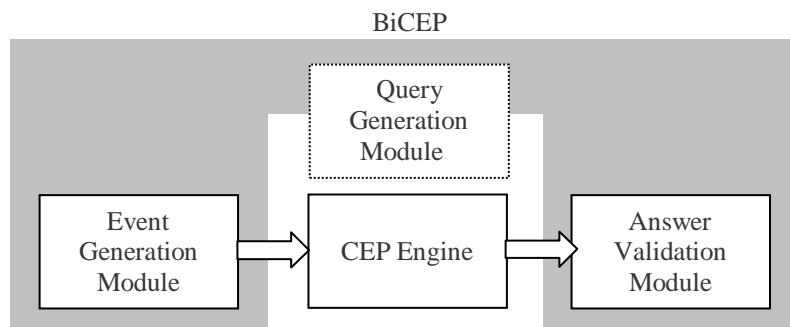 BiCEP
Query
Generation
Module
Event
Generation
Module
CEP Engine
Answer
Validation
Module